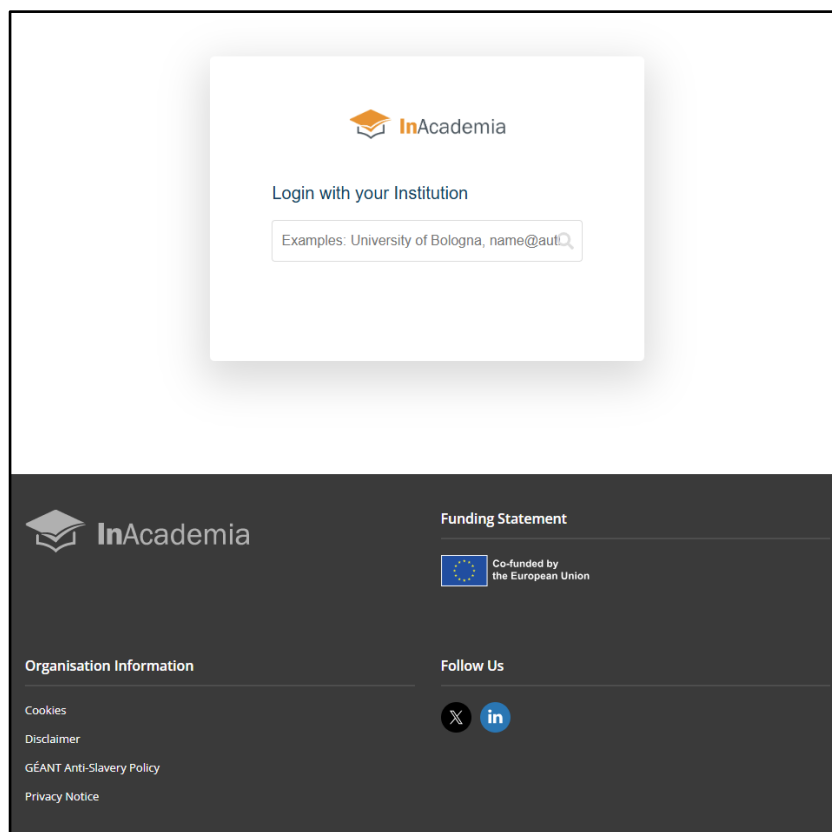 InAcademia
Login with your Institution
Examples: University of Bologna, name@aut
InAcademia
Funding Statement
Co-funded by
the European Union
Organisation Information
Follow Us
Cookies
X in
Disclaimer
GÉANT Anti-Slavery Policy
Privacy Notice